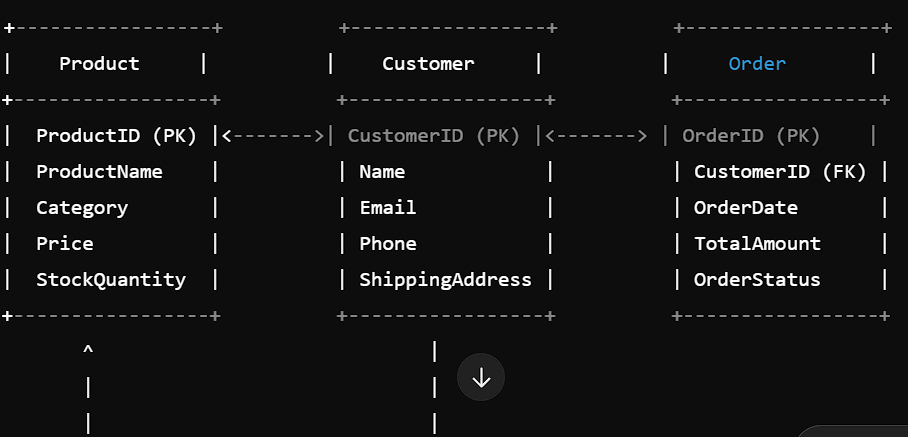 +-----------------+          +-----------------+          +-----------------+
|    Product     |          |    Customer     |          |     Order       |
+-----------------+          +-----------------+          +-----------------+
|  ProductID (PK) |<------->| CustomerID (PK) |<-------> | OrderID (PK)    |
|  ProductName    |          | Name            |          | CustomerID (FK) |
|  Category       |          | Email           |          | OrderDate       |
|  Price          |          | Phone           |          | TotalAmount     |
|  StockQuantity  |          | ShippingAddress |          | OrderStatus     |
+-----------------+          +-----------------+          +-----------------+
       ^                             |
       |                             |
       |                             |